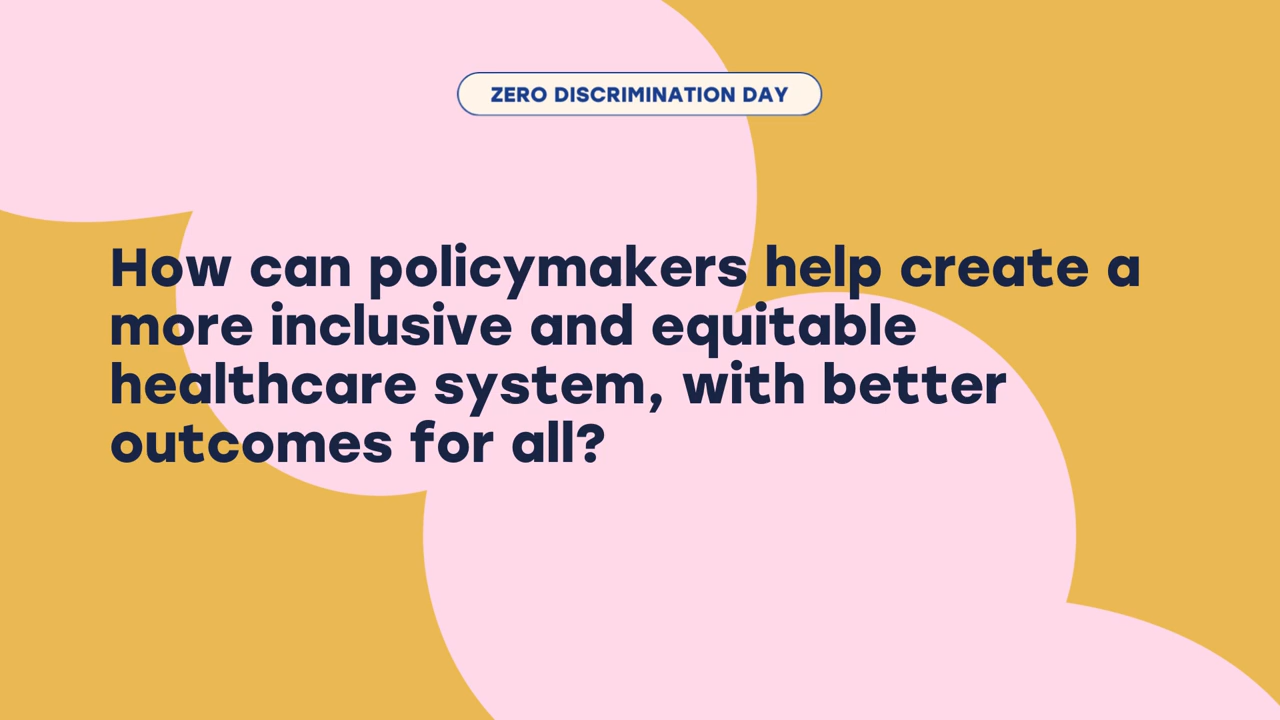 ZERO DISCRIMINATION DAY
How can policymakers help create a
more inclusive and equitable
healthcare system, with better
outcomes for all?